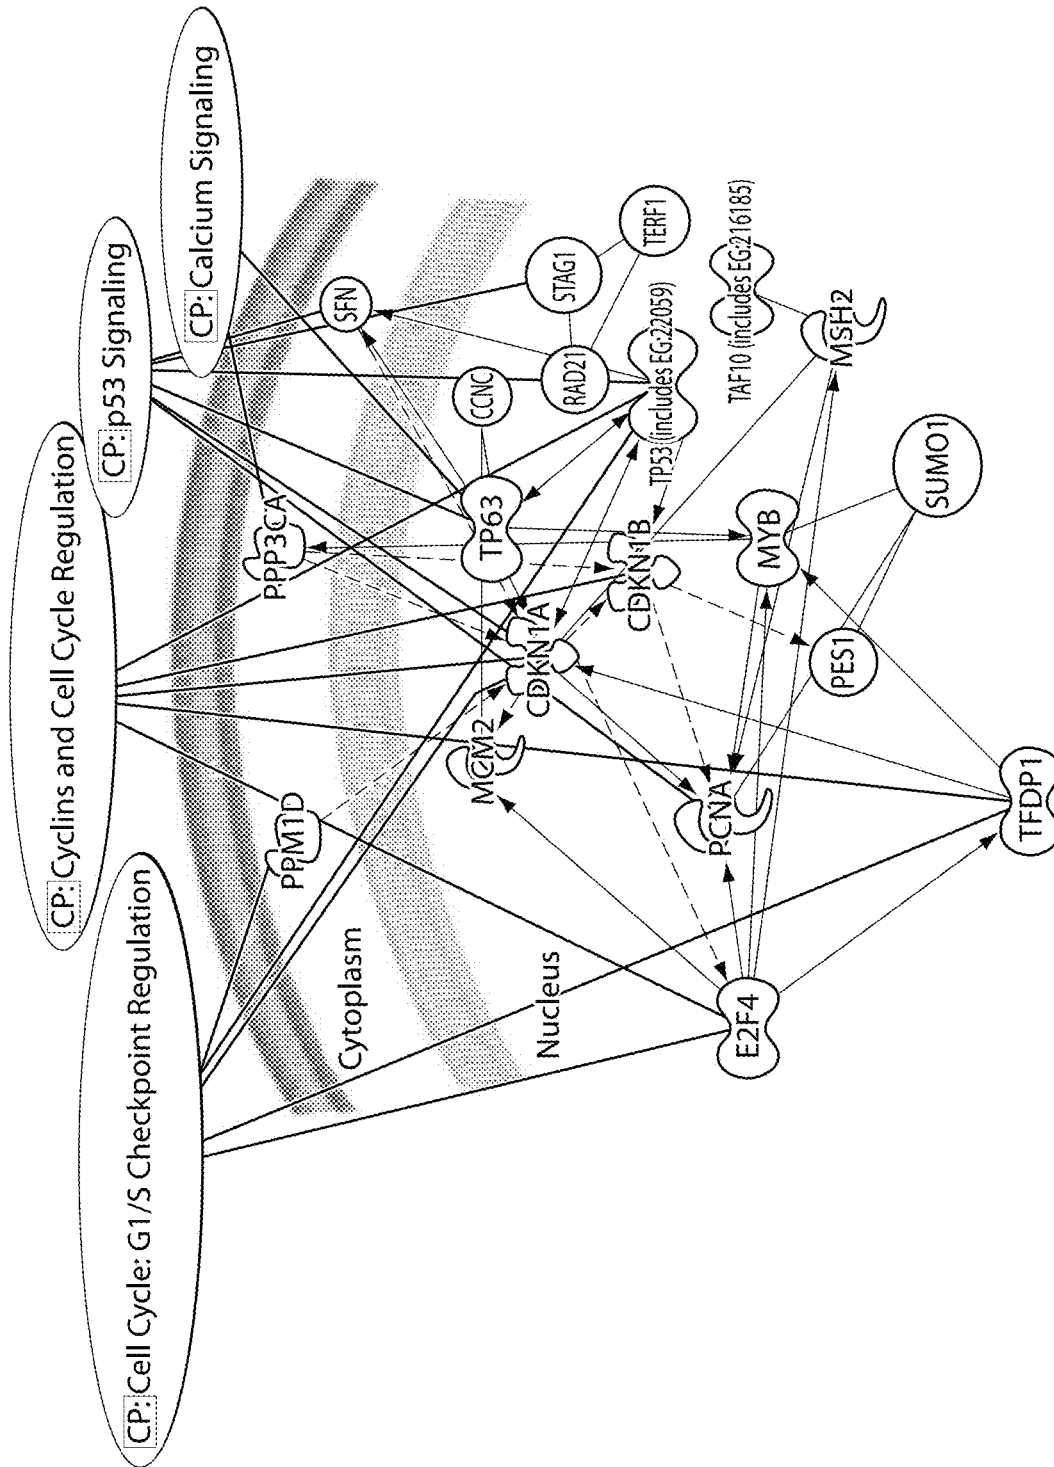 CP: Cell Cycle: G1/S Checkpoint Regulation
CP: Cyclins and Cell Cycle Regulation
CP: p53 Signaling
CP: Calcium Signaling
PPM1D
PPP3CA
SFN
Cytoplasm
MCM2
TP63
CCNC
CDKN1A
Nucleus
RAD21
STAG1
TERF1
CDKN1B
TP53 (includes EG:22059)
PCNA
E2F4
MYB
TAF10 (includes EG:216185)
MSH2
PES1
SUMO1
TFDP1